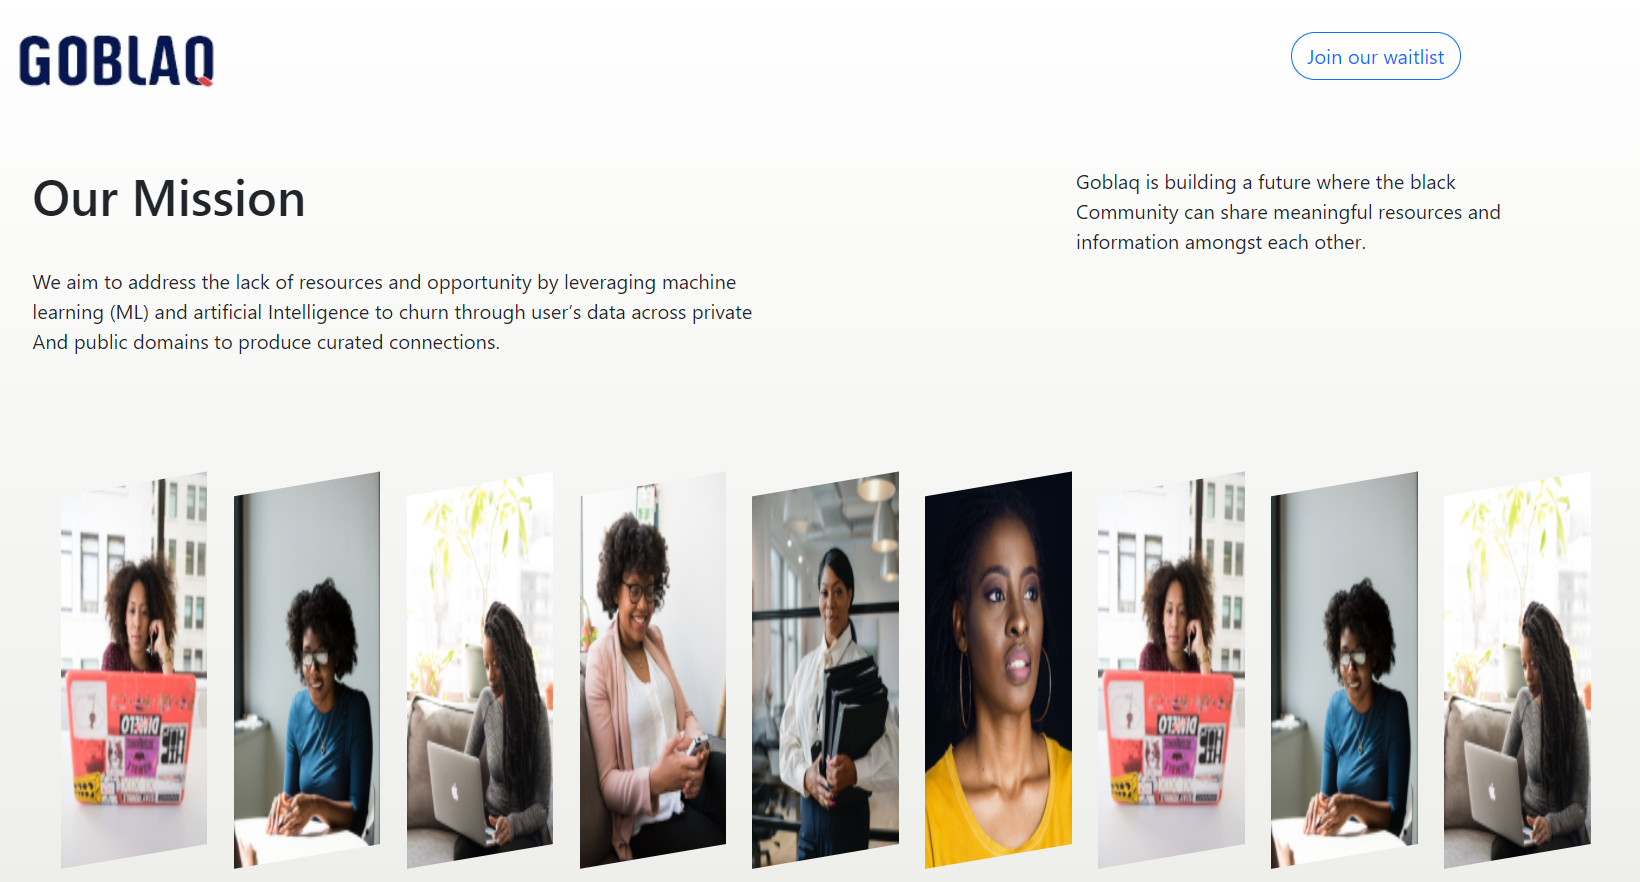 GOBLAQ
Join our waitlist
Our Mission
We aim to address the lack of resources and opportunity by leveraging machine
learning (ML) and artificial Intelligence to churn through user’s data across private
And public domains to produce curated connections.
Goblaq is building a future where the black
Community can share meaningful resources and
information amongst each other.